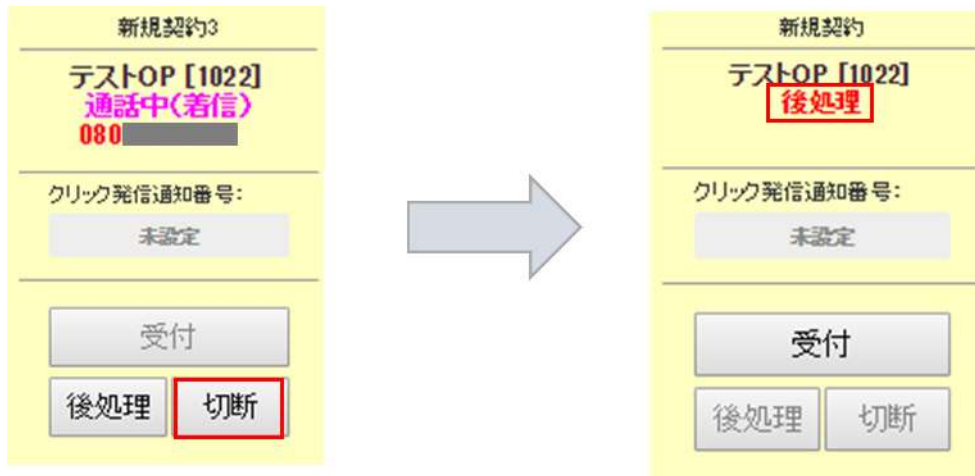 新規契約3
テストOP [1022]
通話中(着信)
080
クリック発信通知番号:
未設定
受付
後処理 切断
新規契約
テストOP [1022]
後処理
クリック発信通知番号:
未設定
受付
後処理 切断